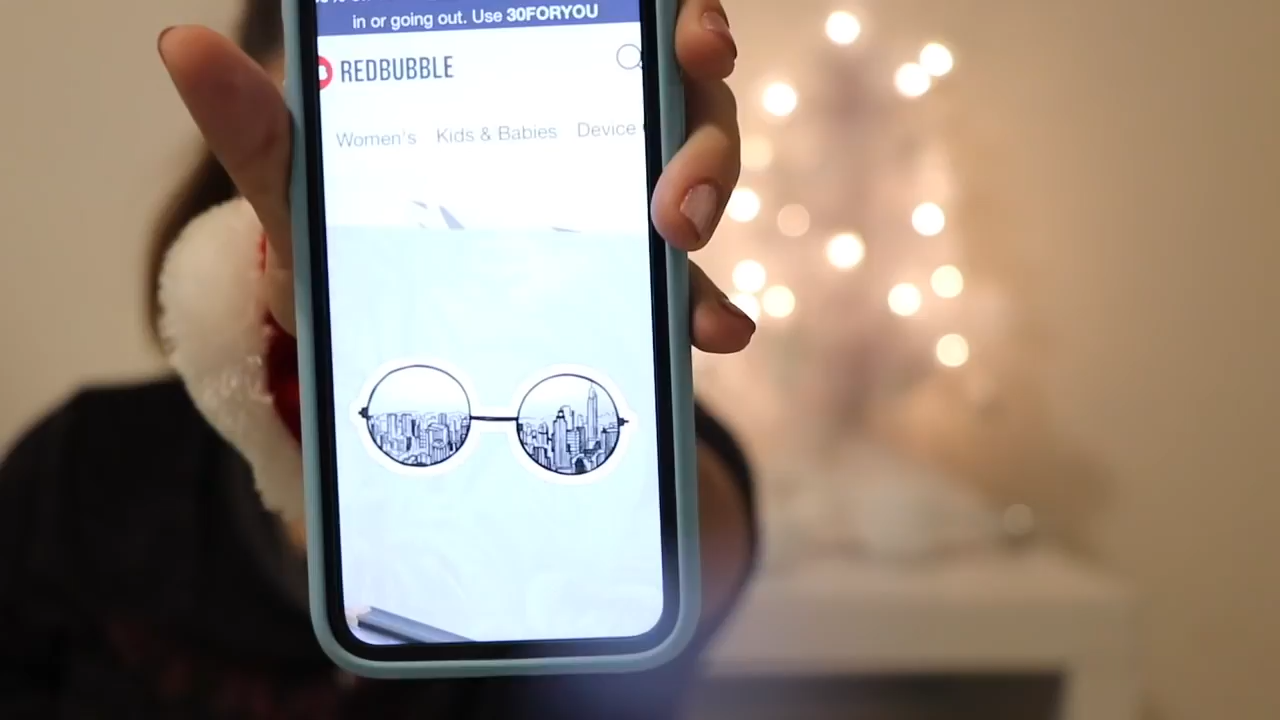 in or going out. Use 30FORYOU
REDBUBBLE
Women's Kids & Babies Device